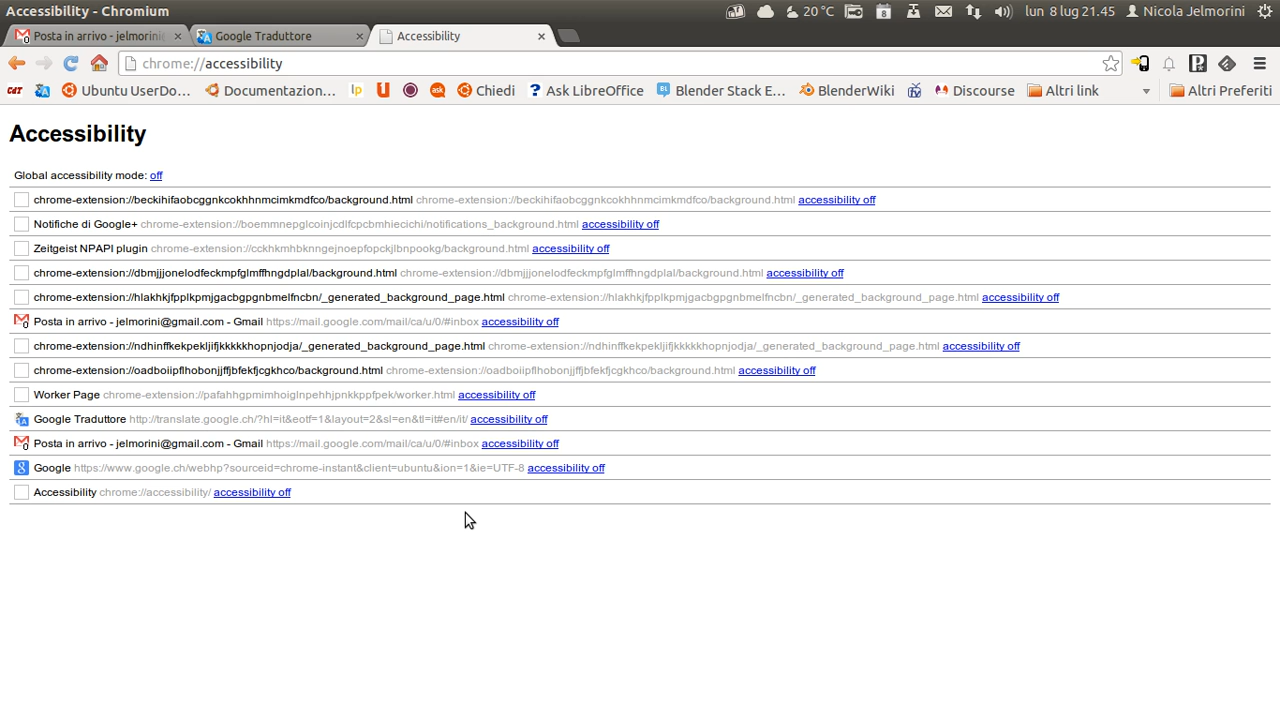 Accessibility - Chromium
20 °C
8
lun 8 lug 21.45
Nicola Jelmorini
Posta in arrivo - jelmorini
Google Traduttore
Accessibility
chrome://accessibility
CdT
Ubuntu UserDo...
Documentazion...
lp
U
ask
Chiedi
? Ask LibreOffice
BL
Blender Stack E...
BlenderWiki
Discourse
Altri link
Altri Preferiti
Accessibility
Global accessibility mode: off
chrome-extension://beckihifaobcggnkcokhhnmcimkmdfco/background.html chrome-extension://beckihifaobcggnkcokhhnmcimkmdfco/background.html accessibility off
Notifiche di Google+ chrome-extension://boemmnepglcoinjcdlfcpcbmhiecichi/notifications_background.html accessibility off
Zeitgeist NPAPI plugin chrome-extension://cckhkmhbknngejnoepfopckjlbnpookg/background.html accessibility off
chrome-extension://dbmjjjonelodfeckmpfglmffhngdplal/background.html chrome-extension://dbmjjjonelodfeckmpfglmffhngdplal/background.html accessibility off
chrome-extension://hlakhkjfpplkpmjgacbgpgnbmelfncbn/_generated_background_page.html chrome-extension://hlakhkjfpplkpmjgacbgpgnbmelfncbn/_generated_background_page.html accessibility off
Posta in arrivo - jelmorini@gmail.com - Gmail https://mail.google.com/mail/ca/u/0/#inbox accessibility off
chrome-extension://ndhinffkekpekljifjkkkkkhopnjodja/_generated_background_page.html chrome-extension://ndhinffkekpekljifjkkkkkhopnjodja/_generated_background_page.html accessibility off
chrome-extension://oadboiipflhobonjjffjbfekfjcgkhco/background.html chrome-extension://oadboiipflhobonjjffjbfekfjcgkhco/background.html accessibility off
Worker Page chrome-extension://pafahhgpmimhoiglnpehhjpnkkppfpek/worker.html accessibility off
Google Traduttore http://translate.google.ch/?hl=it&eotf=1&layout=2&sl=en&tl=it#en/it/ accessibility off
Posta in arrivo - jelmorini@gmail.com - Gmail https://mail.google.com/mail/ca/u/0/#inbox accessibility off
Google https://www.google.ch/webhp?sourceid=chrome-instant&client=ubuntu&ion=1&ie=UTF-8 accessibility off
Accessibility chrome://accessibility/ accessibility off